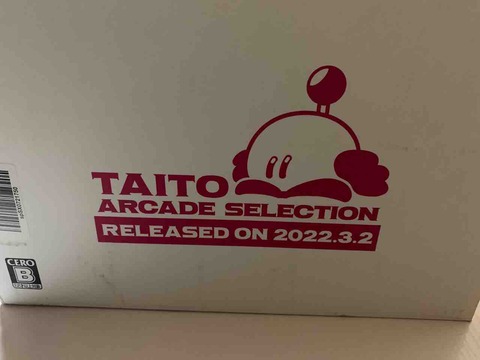 TAITO
ARCADE SELECTION
RELEASED ON 2022.3.2
CERO
B